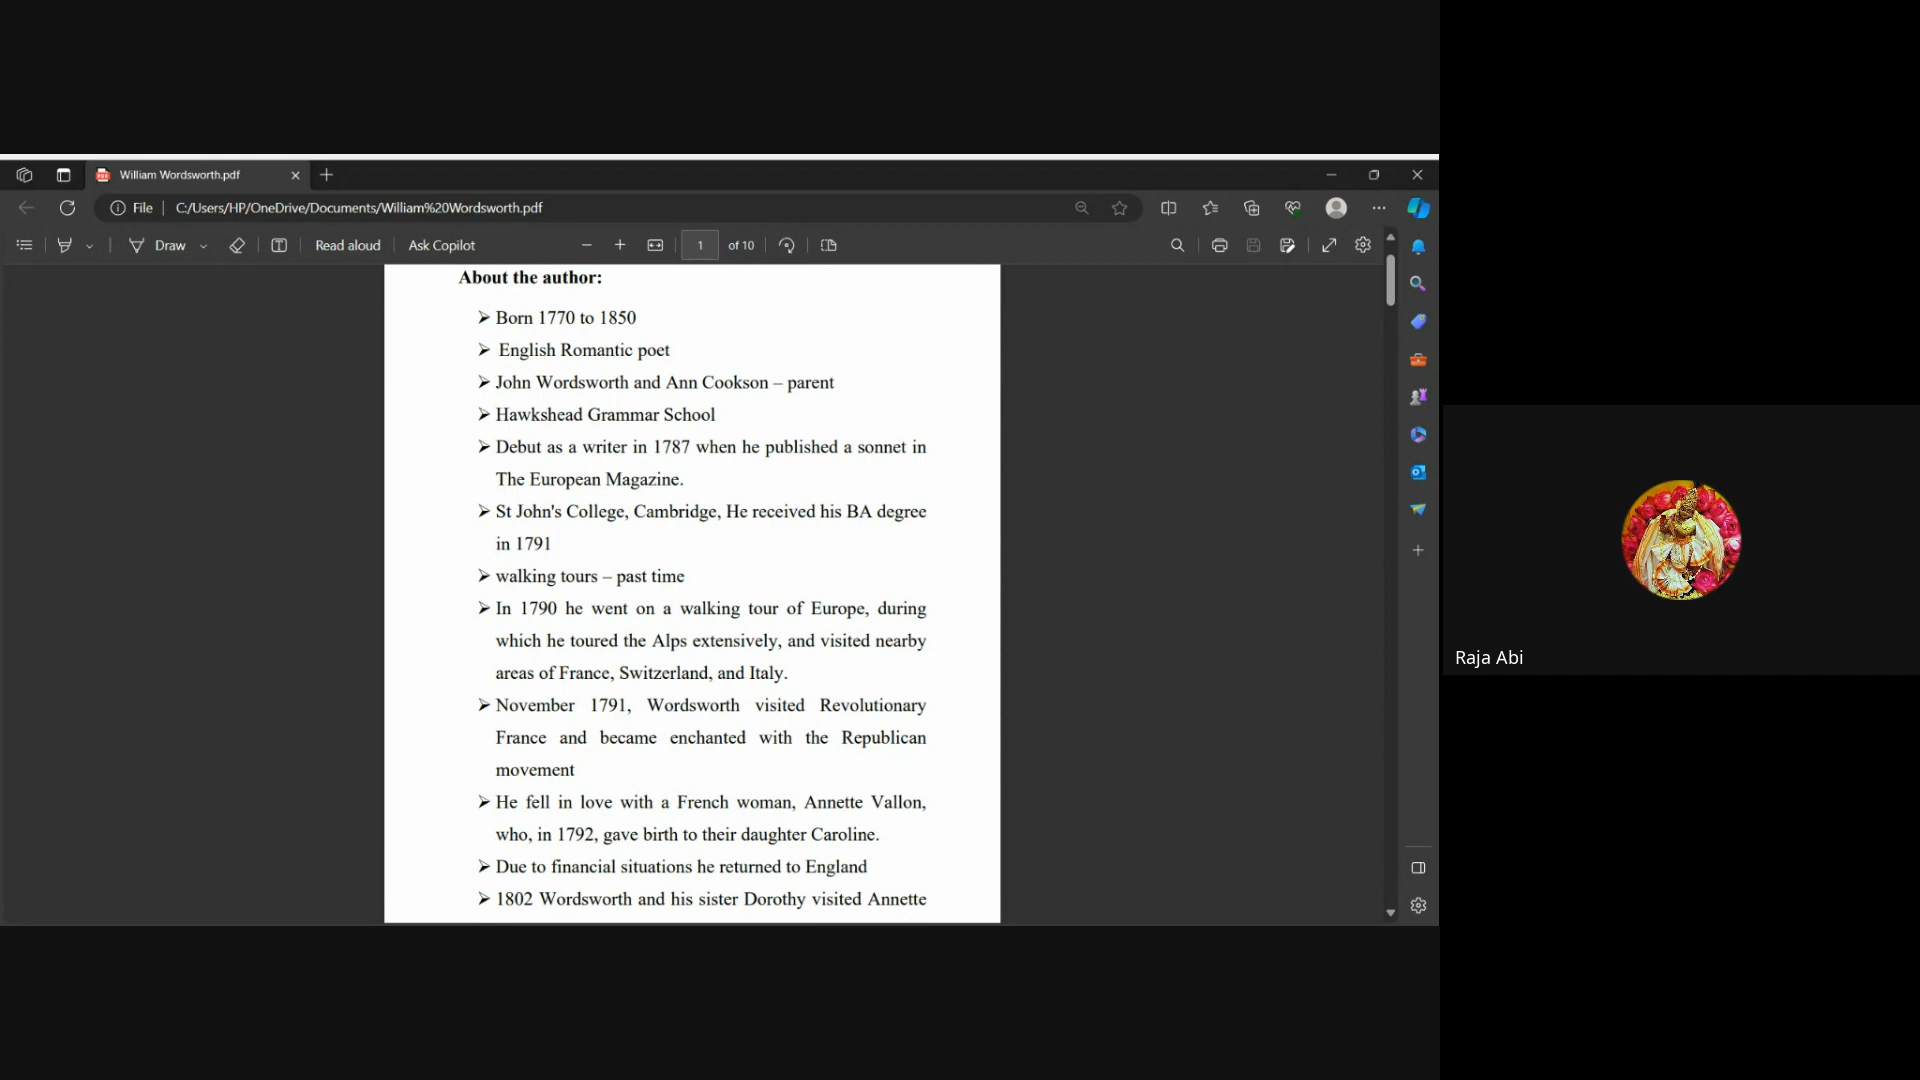 William Wordsworth.pdf
File C:/Users/HP/OneDrive/Documents/William%20Wordsworth.pdf
Draw Read aloud Ask Copilot 1 of 10
About the author:
➢ Born 1770 to 1850
➢ English Romantic poet
➢ John Wordsworth and Ann Cookson – parent
➢ Hawkshead Grammar School
➢ Debut as a writer in 1787 when he published a sonnet in
The European Magazine.
➢ St John's College, Cambridge, He received his BA degree
in 1791
➢ walking tours – past time
➢ In 1790 he went on a walking tour of Europe, during
which he toured the Alps extensively, and visited nearby
areas of France, Switzerland, and Italy.
➢ November 1791, Wordsworth visited Revolutionary
France and became enchanted with the Republican
movement
➢ He fell in love with a French woman, Annette Vallon,
who, in 1792, gave birth to their daughter Caroline.
➢ Due to financial situations he returned to England
➢ 1802 Wordsworth and his sister Dorothy visited Annette
Raja Abi